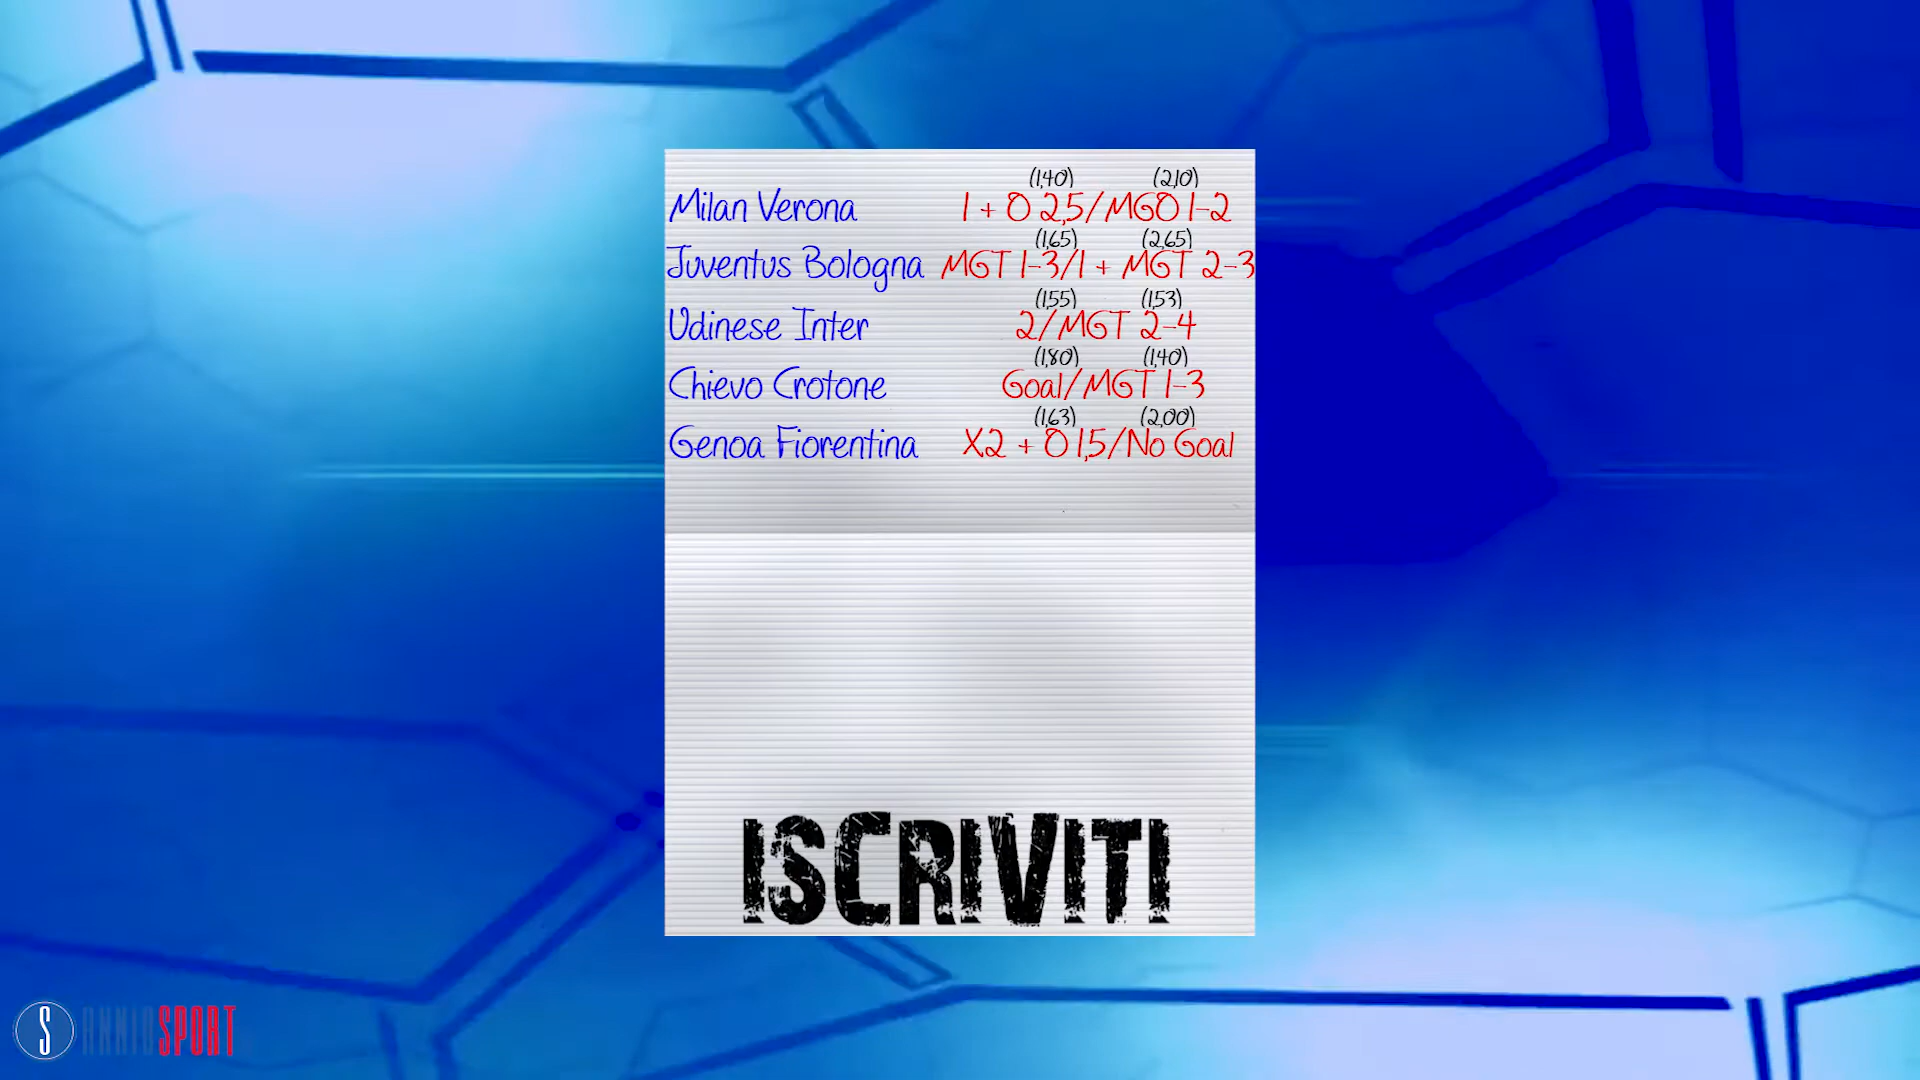 (1,40) (2,10)
Milan Verona 1 + O 2,5/MGO 1-2
(1,65) (2,65)
Juventus Bologna MGT 1-3/1 + MGT 2-3
(1,55) (1,53)
Udinese Inter 2/MGT 2-4
(1,80) (1,40)
Chievo Crotone Goal/MGT 1-3
(1,63) (2,00)
Genoa Fiorentina X2 + O 1,5/No Goal
ISCRIVITI
S ANNIOSPORT